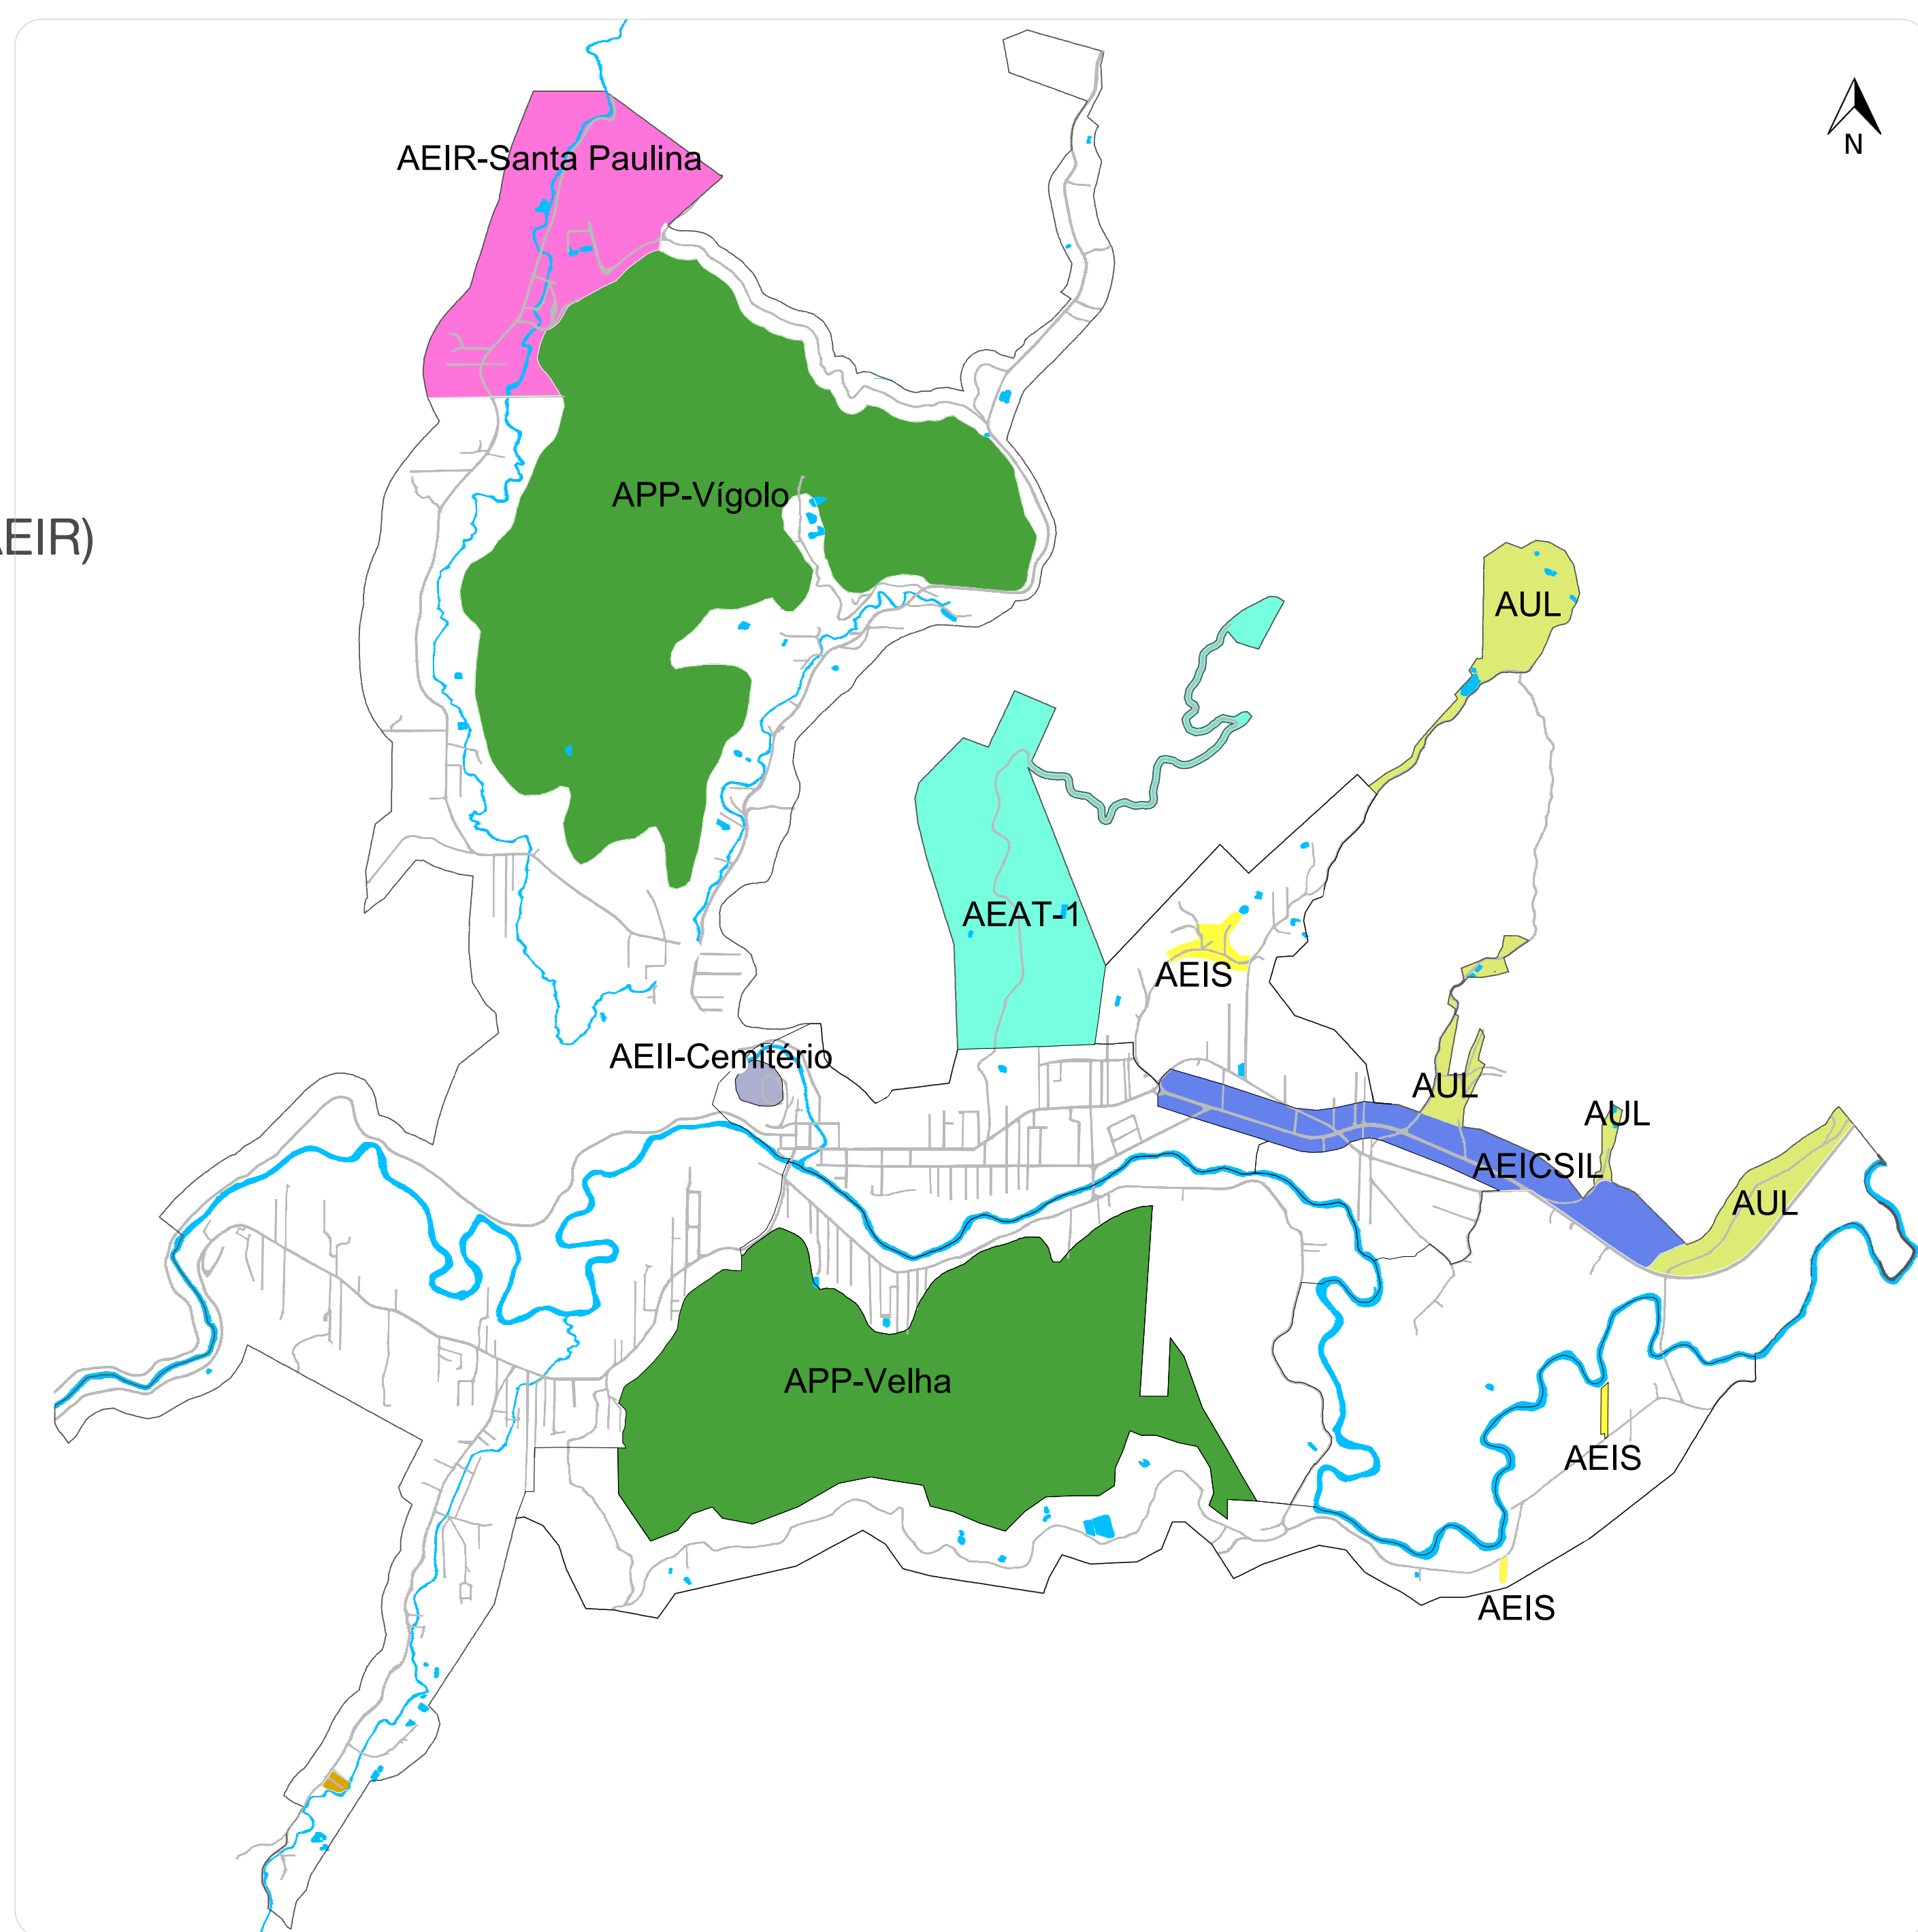 N
AEIR-Santa Paulina
APP-Vígolo
EIR)
AUL
AEAT-1
AEIS
AEII-Cemitério
AUL
AUL
AEICSIL
AUL
APP-Velha
AEIS
AEIS